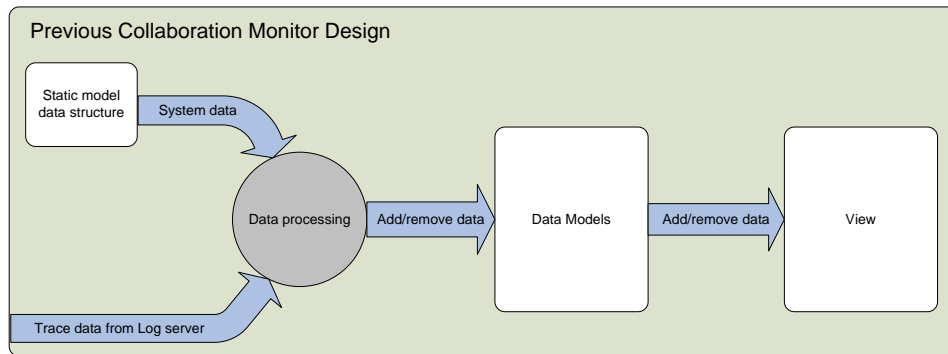 Previous Collaboration Monitor Design
Static model
data structure
System data
Data processing
Add/remove data
Data Models
Add/remove data
View
Trace data from Log server